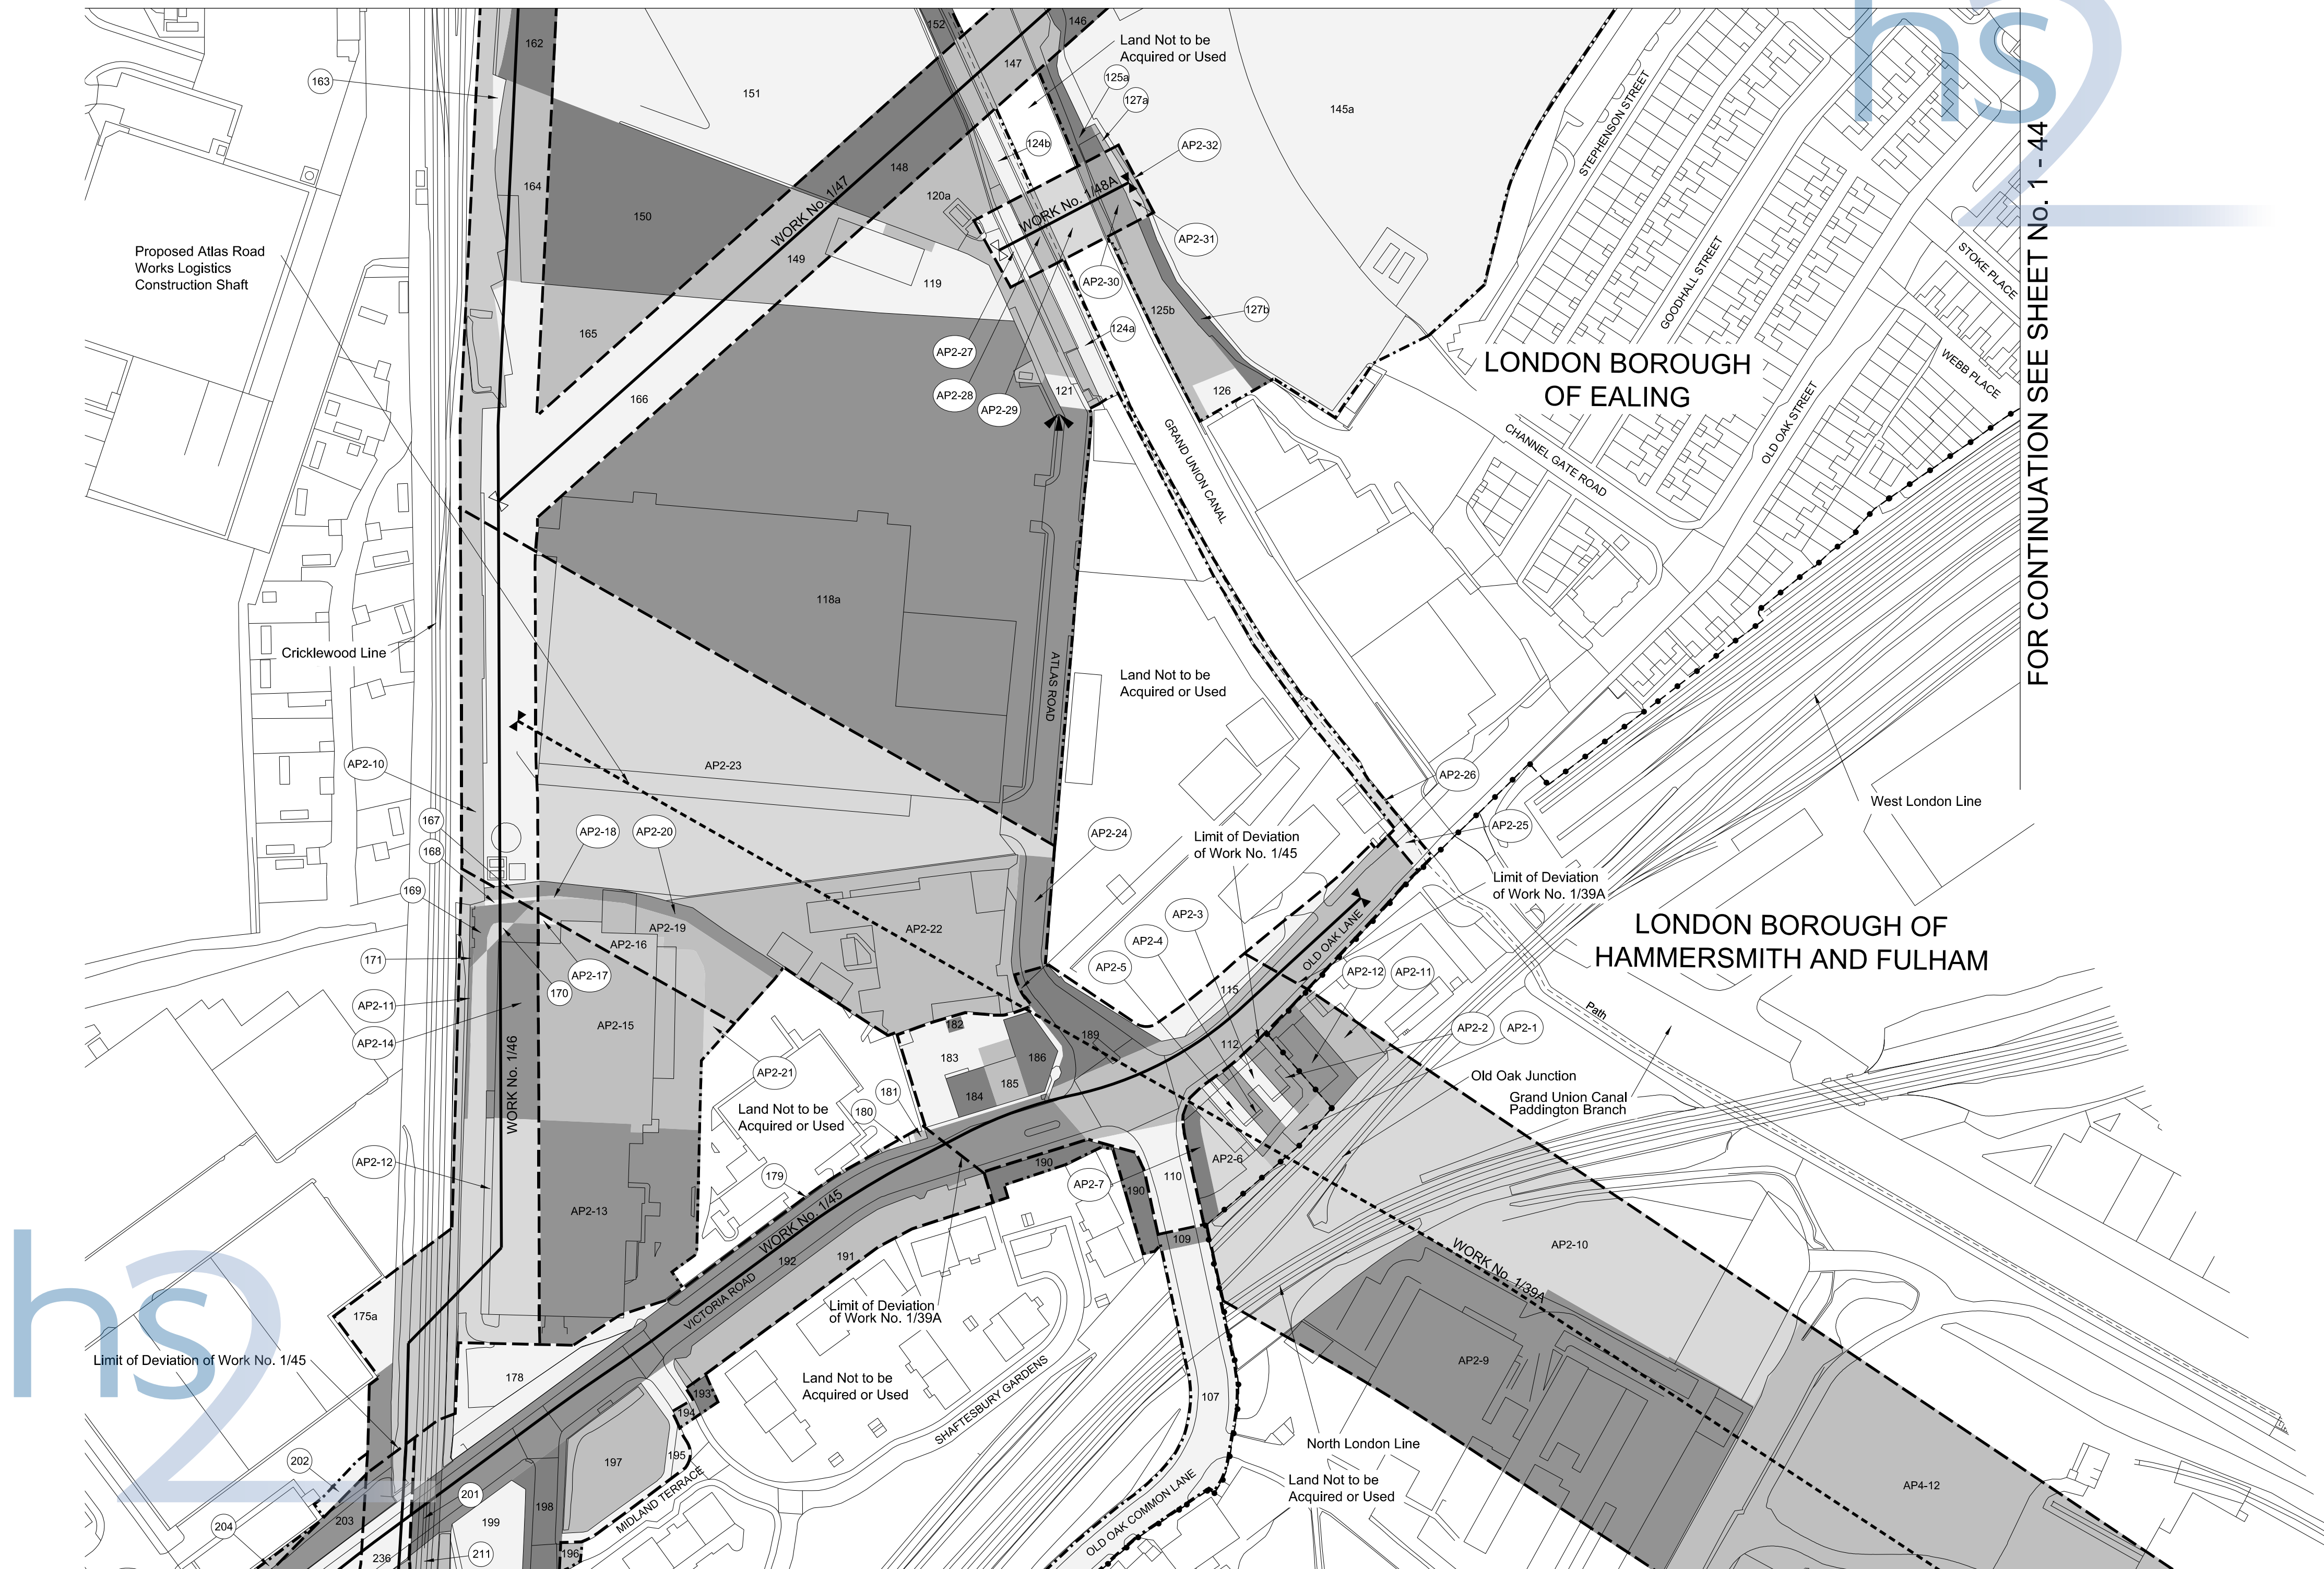 hs2
FOR CONTINUATION SEE SHEET No. 1 - 44
152
146
162
163
Land Not to be
Acquired or Used
147
125a
127a
151
145a
STEPHENSON STREET
124b
AP2-32
148
164
WORK No. 1/47
WORK No. 1/48A
120a
150
GOODHALL STREET
STOKE PLACE
Proposed Atlas Road
Works Logistics
Construction Shaft
AP2-31
149
119
AP2-30
125b
127b
165
124a
AP2-27
WEBB PLACE
LONDON BOROUGH
OF EALING
166
AP2-28
121
126
AP2-29
OLD OAK STREET
GRAND UNION CANAL
CHANNEL GATE ROAD
118a
Cricklewood Line
ATLAS ROAD
Land Not to be
Acquired or Used
AP2-10
AP2-23
AP2-26
West London Line
167
AP2-18
AP2-20
AP2-24
AP2-25
Limit of Deviation
of Work No. 1/45
168
Limit of Deviation
of Work No. 1/39A
169
AP2-3
AP2-19
AP2-22
OLD OAK LANE
LONDON BOROUGH OF
HAMMERSMITH AND FULHAM
AP2-16
AP2-4
171
AP2-5
AP2-12
AP2-11
AP2-17
170
115
AP2-11
Path
AP2-15
182
189
AP2-2
AP2-1
AP2-14
112
183
186
WORK No. 1/46
AP2-21
185
Old Oak Junction
181
184
Grand Union Canal
Paddington Branch
Land Not to be
Acquired or Used
180
AP2-12
AP2-6
190
179
110
AP2-7
190
AP2-13
WORK No. 1/45
109
AP2-10
191
192
WORK No. 1/39A
VICTORIA ROAD
175a
Limit of Deviation
of Work No. 1/39A
hs2
Limit of Deviation of Work No. 1/45
AP2-9
178
Land Not to be
Acquired or Used
193
SHAFTESBURY GARDENS
107
194
North London Line
195
202
197
Land Not to be
Acquired or Used
AP4-12
201
MIDLAND TERRACE
198
203
199
204
OLD OAK COMMON LANE
236
211
196